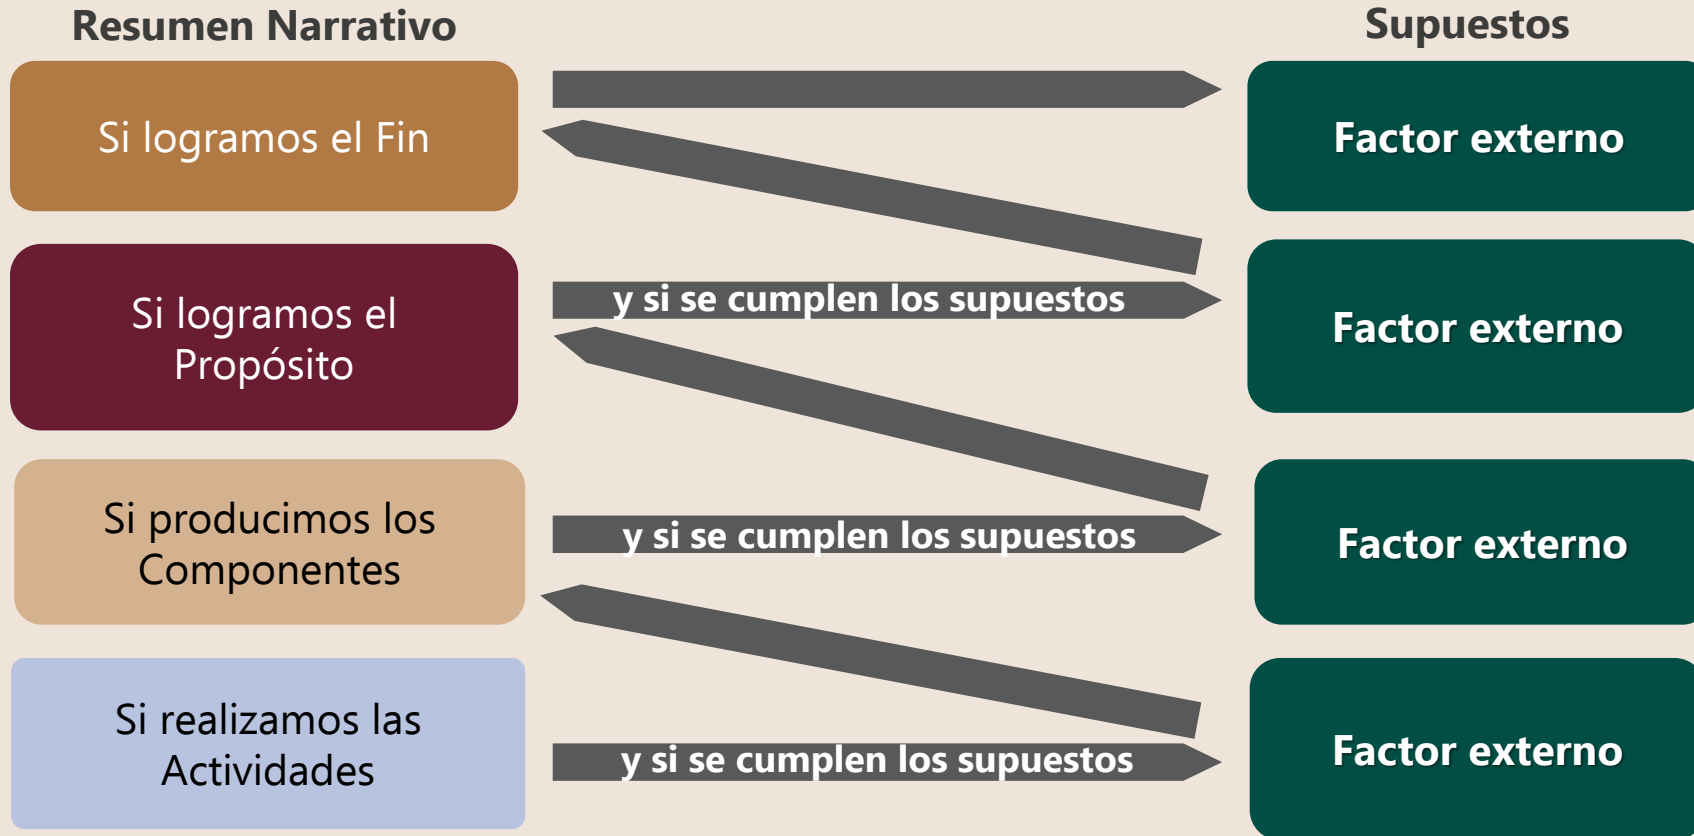 Resumen Narrativo
Supuestos
Si logramos el Fin
Factor externo
Si logramos el
Propósito
y si se cumplen los supuestos
Factor externo
Si producimos los
Componentes
y si se cumplen los supuestos
Factor externo
Si realizamos las
Actividades
y si se cumplen los supuestos
Factor externo